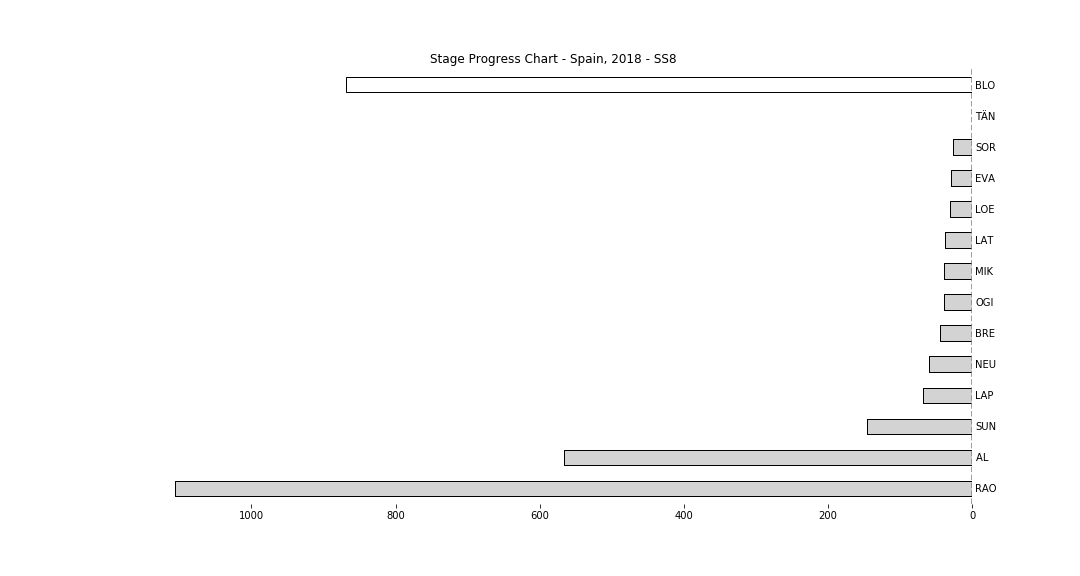 Stage Progress Chart - Spain, 2018 - SS8
BLO
TÄN
SOR
EVA
LOE
LAT
MIK
OGI
BRE
NEU
LAP
SUN
AL
RAO
1000 800 600 400 200 0